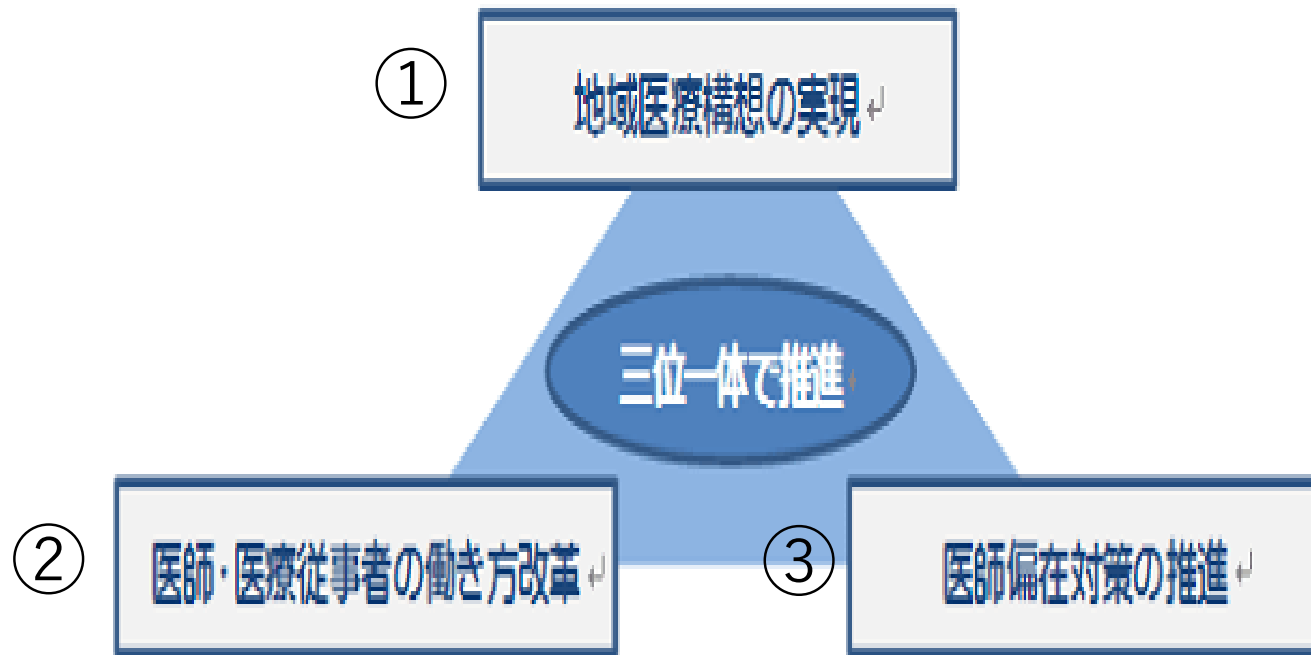 ① 地域医療構想の実現↵
三位一体で推進
② 医師・医療従事者の働き方改革↵
③ 医師偏在対策の推進↵